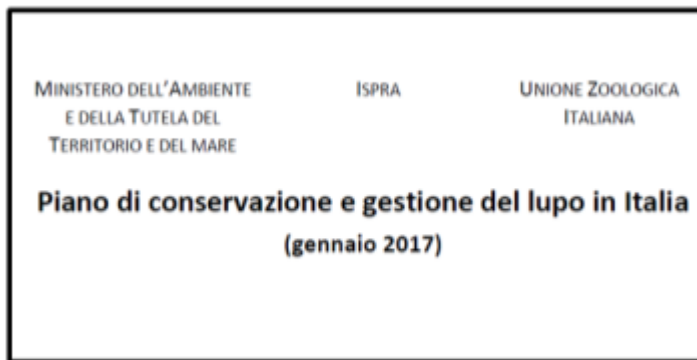 MINISTERO DELL'AMBIENTE
E DELLA TUTELA DEL
TERRITORIO E DEL MARE
ISPRA
UNIONE ZOOLOGICA
ITALIANA
Piano di conservazione e gestione del lupo in Italia
(gennaio 2017)